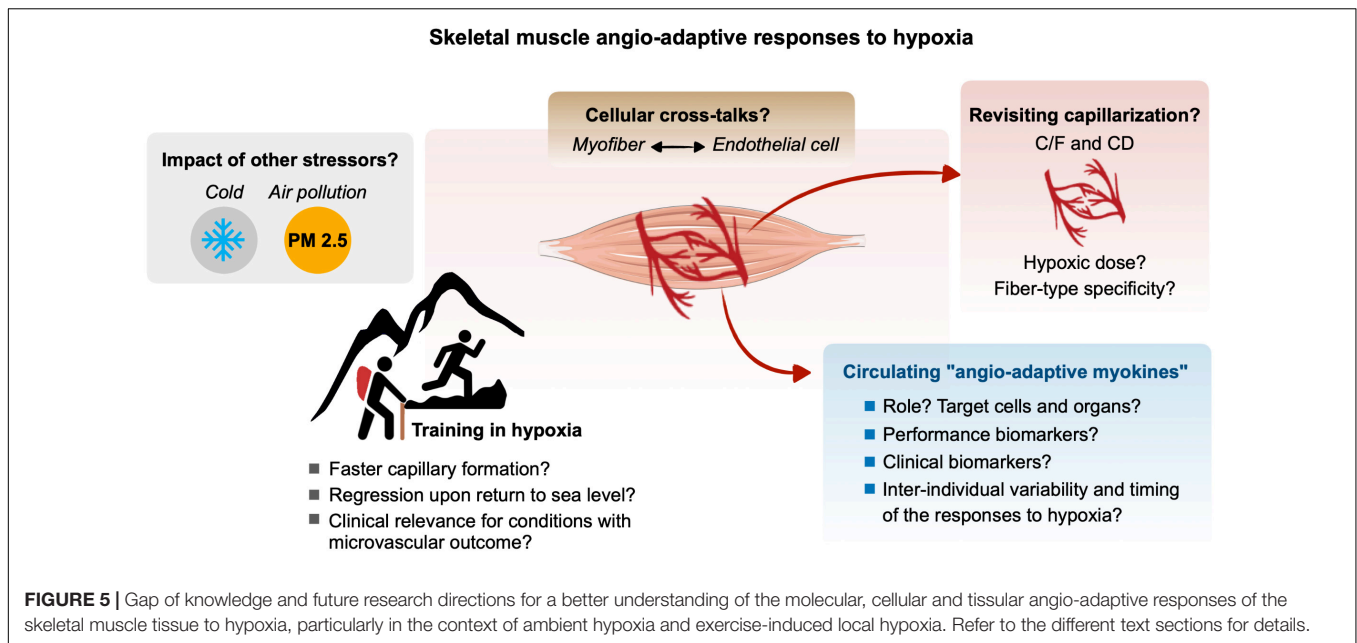 Skeletal muscle angio-adaptive responses to hypoxia
Impact of other stressors?
Cold Air pollution
PM 2.5
Cellular cross-talks?
Myofiber Endothelial cell
Revisiting capillarization?
C/F and CD
Hypoxic dose?
Fiber-type specificity?
Training in hypoxia
■ Faster capillary formation?
■ Regression upon return to sea level?
■ Clinical relevance for conditions with
microvascular outcome?
Circulating "angio-adaptive myokines"
■ Role? Target cells and organs?
■ Performance biomarkers?
■ Clinical biomarkers?
■ Inter-individual variability and timing
of the responses to hypoxia?
FIGURE 5 | Gap of knowledge and future research directions for a better understanding of the molecular, cellular and tissular angio-adaptive responses of the
skeletal muscle tissue to hypoxia, particularly in the context of ambient hypoxia and exercise-induced local hypoxia. Refer to the different text sections for details.